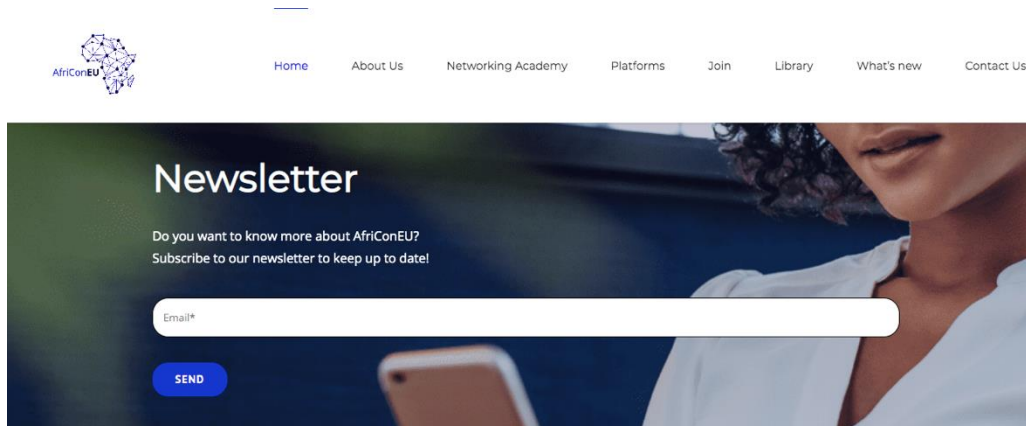 AfriConEU
Home About Us Networking Academy Platforms Join Library What's new Contact Us
Newsletter
Do you want to know more about AfriConEU?
Subscribe to our newsletter to keep up to date!
Email*
SEND